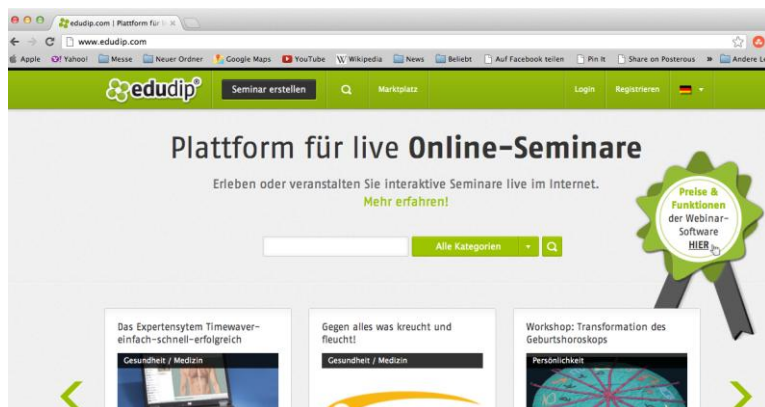 edudip.com | Plattform für l
www.edudip.com
Apple Yahoo! Messe Neuer Ordner Google Maps YouTube Wikipedia News Beliebt Auf Facebook teilen Pin It Share on Posterous » Andere Le
edudip® Seminar erstellen Marktplatz Login Registrieren
Plattform für live Online-Seminare
Erleben oder veranstalten Sie interaktive Seminare live im Internet.
Mehr erfahren!
Preise &
Funktionen
der Webinar-
Software
HIER
Alle Kategorien
Das Expertensytem Timewaver-
einfach-schnell-erfolgreich
Gesundheit / Medizin
Gegen alles was kreucht und
fleucht!
Gesundheit / Medizin
Workshop: Transformation des
Geburtshoroskops
Persönlichkeit